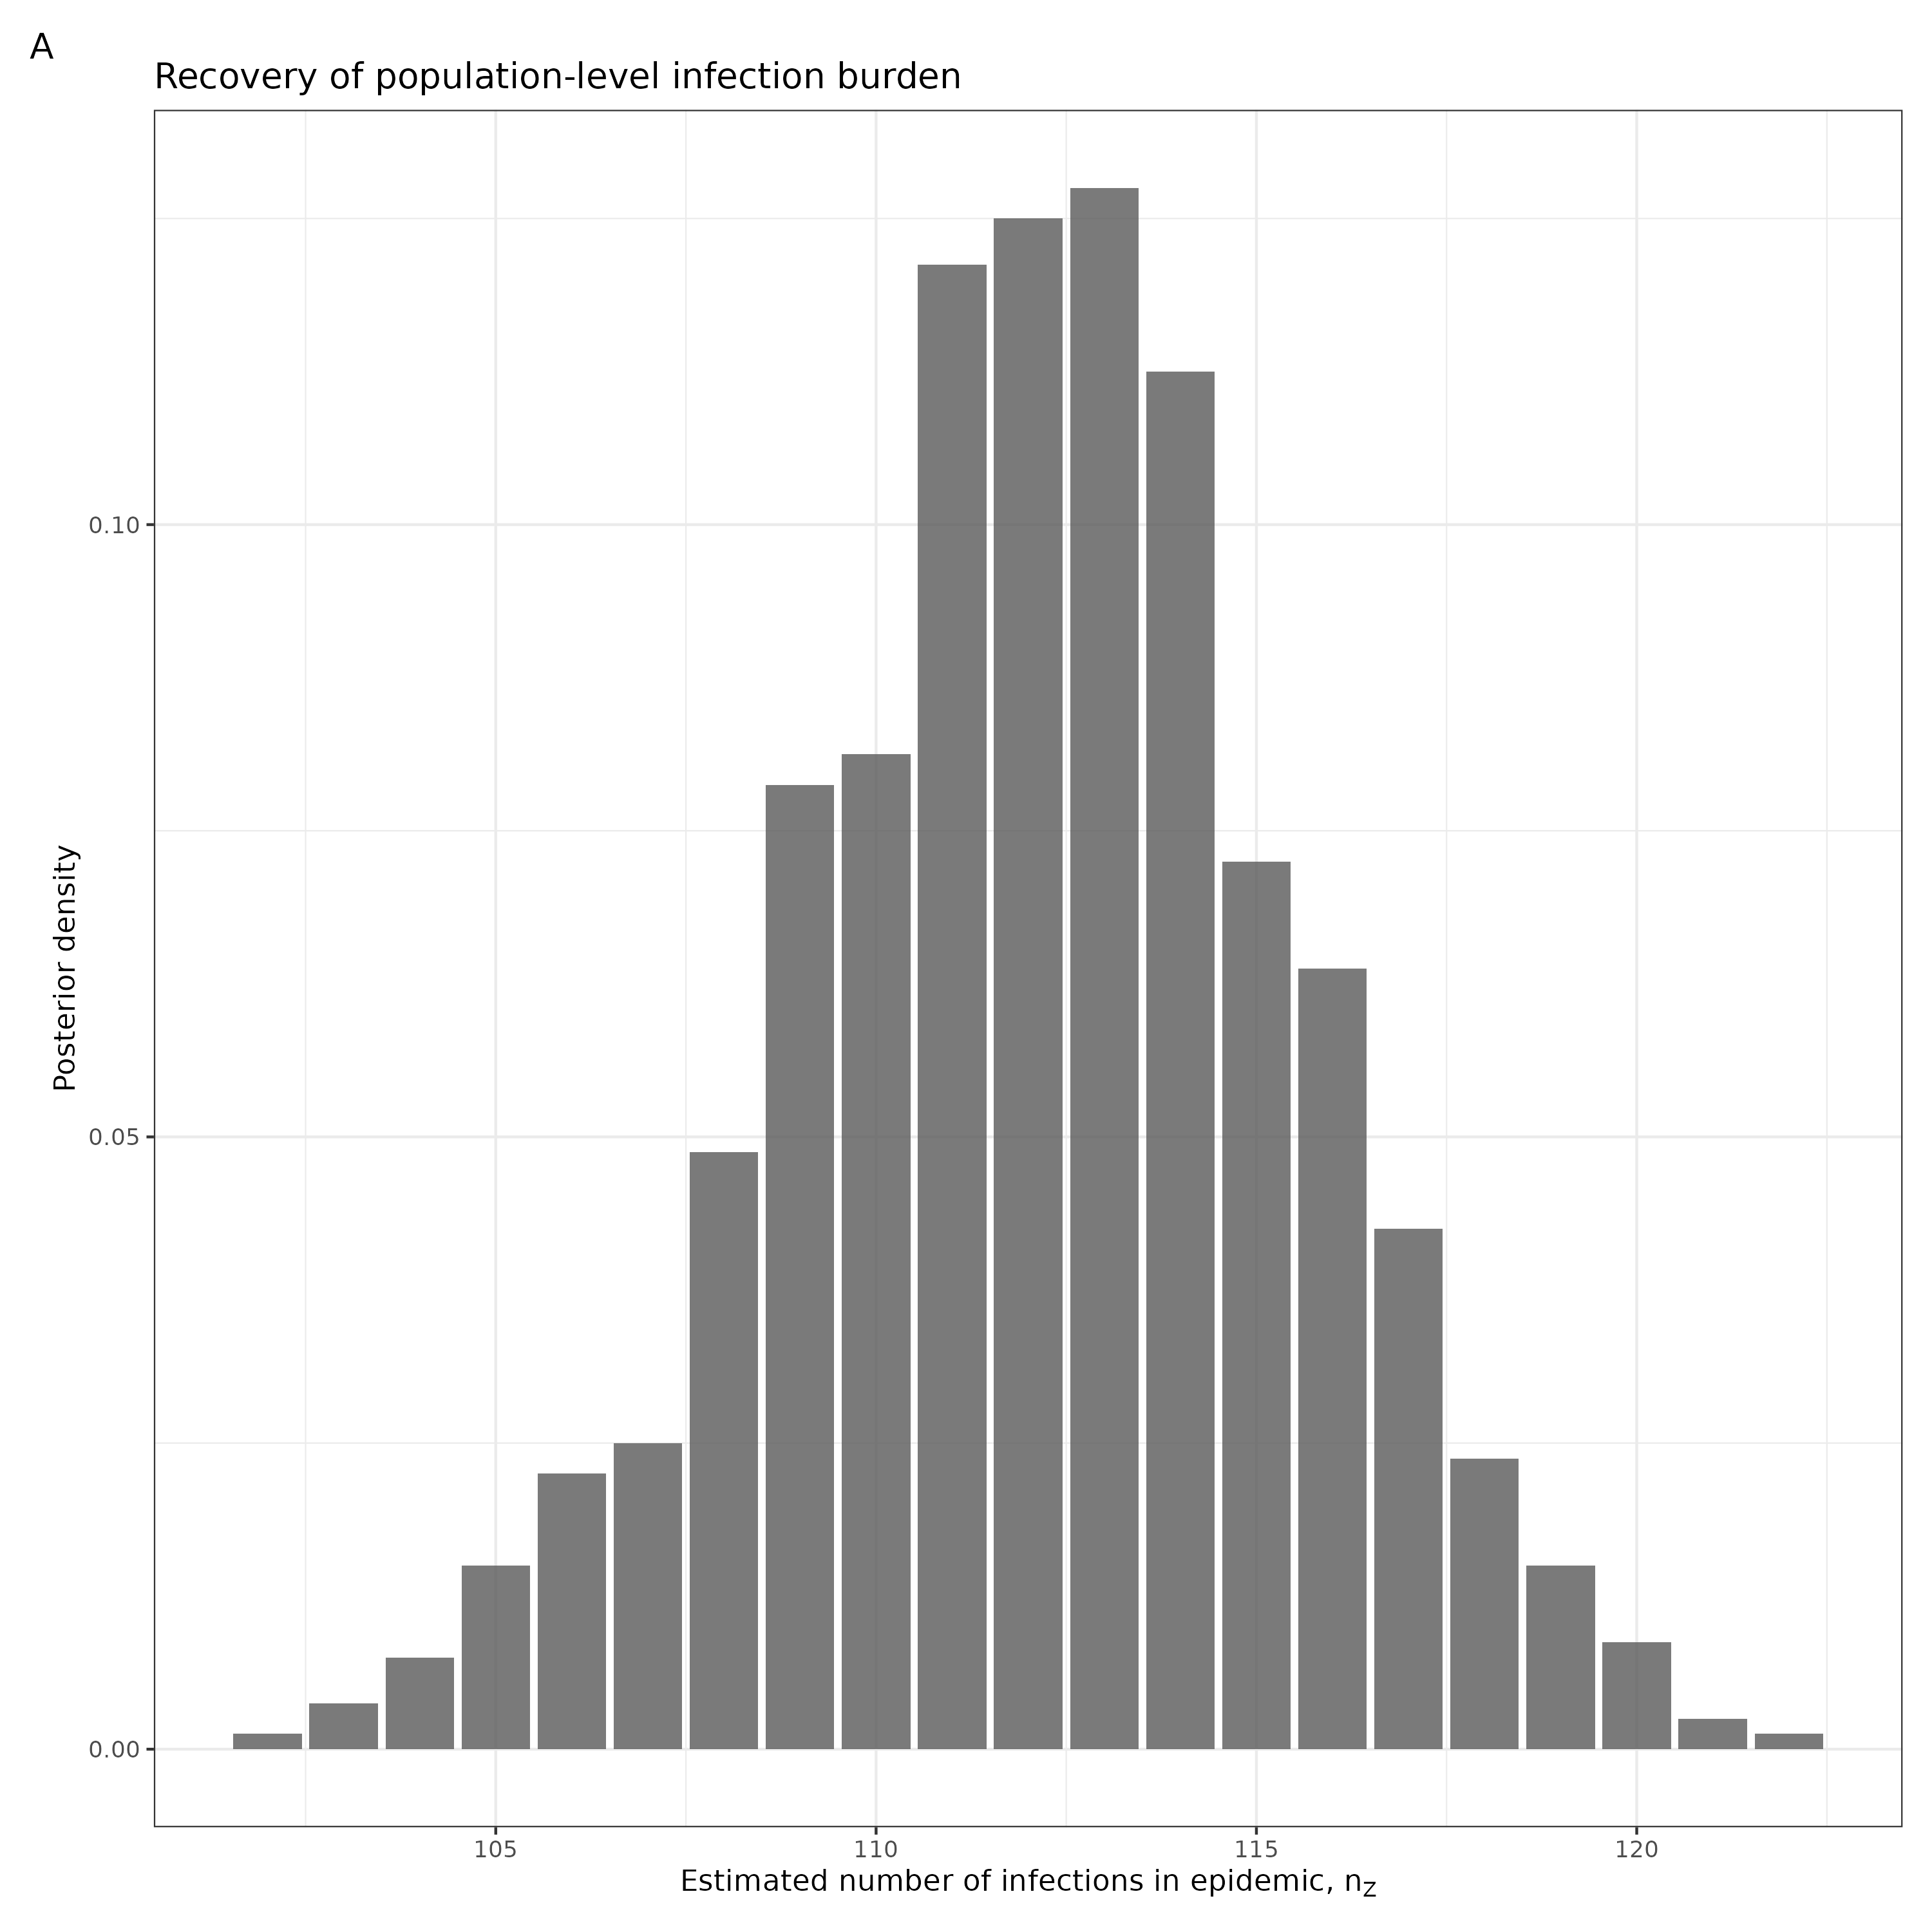 A
Recovery of population-level infection burden
Posterior density
0.10
0.05
0.00
105 110 115 120
Estimated number of infections in epidemic, nZ